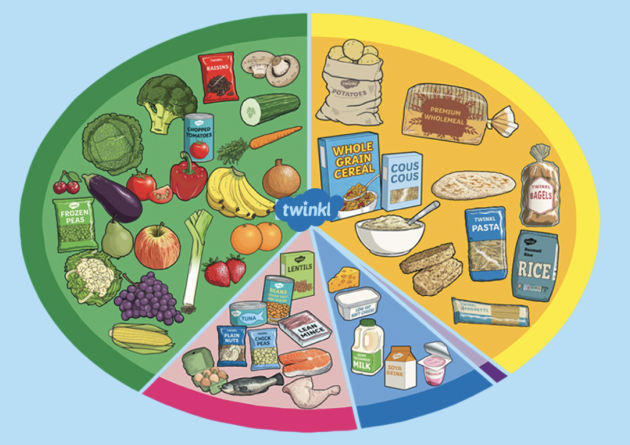 RAISINS
CHOPPED
TOMATOES
FROZEN
PEAS
POTATOES
PREMIUM
WHOLEMEAL
WHOLE
GRAIN
CEREAL
COUS
COUS
TWINKL
BAGELS
TWINKL
PASTA
RICE
SPAGHETTI
twinkl
LENTILS
BEANS
TUNA
PLAIN
NUTS
CHICK
PEAS
LEAN
MINCE
MILK
SOYA
DRINK